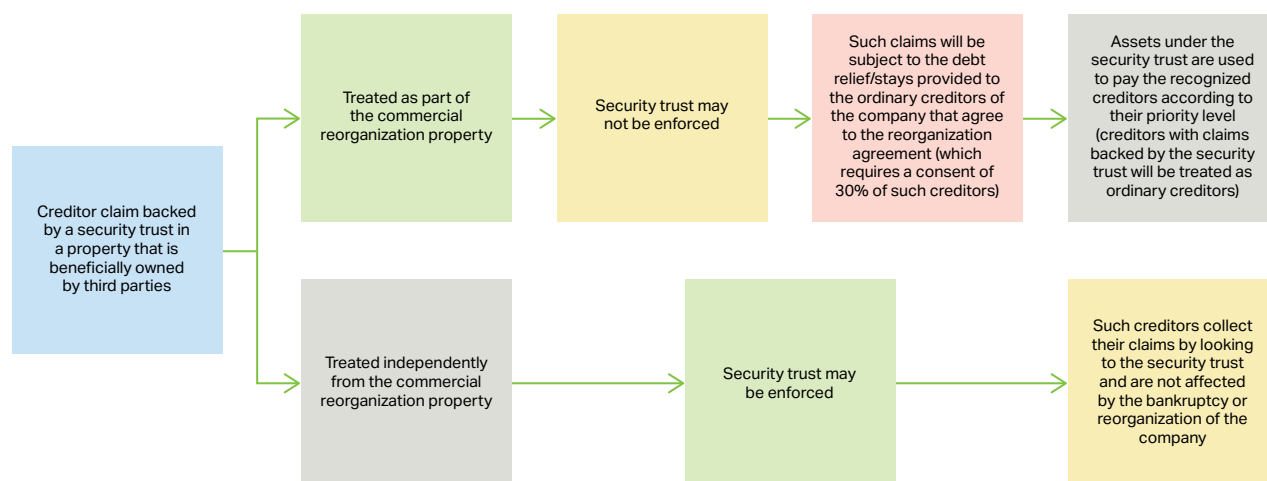 Creditor claim backed
by a security trust in
a property that is
beneficially owned
by third parties
Treated as part of
the commercial
reorganization property
Security trust may
not be enforced
Such claims will be
subject to the debt
relief/stays provided to
the ordinary creditors of
the company that agree
to the reorganization
agreement (which
requires a consent of
30% of such creditors)
Assets under the
security trust are used
to pay the recognized
creditors according to
their priority level
(creditors with claims
backed by the security
trust will be treated as
ordinary creditors)
Treated independently
from the commercial
reorganization property
Security trust may
be enforced
Such creditors collect
their claims by looking
to the security trust
and are not affected
by the bankruptcy or
reorganization of the
company